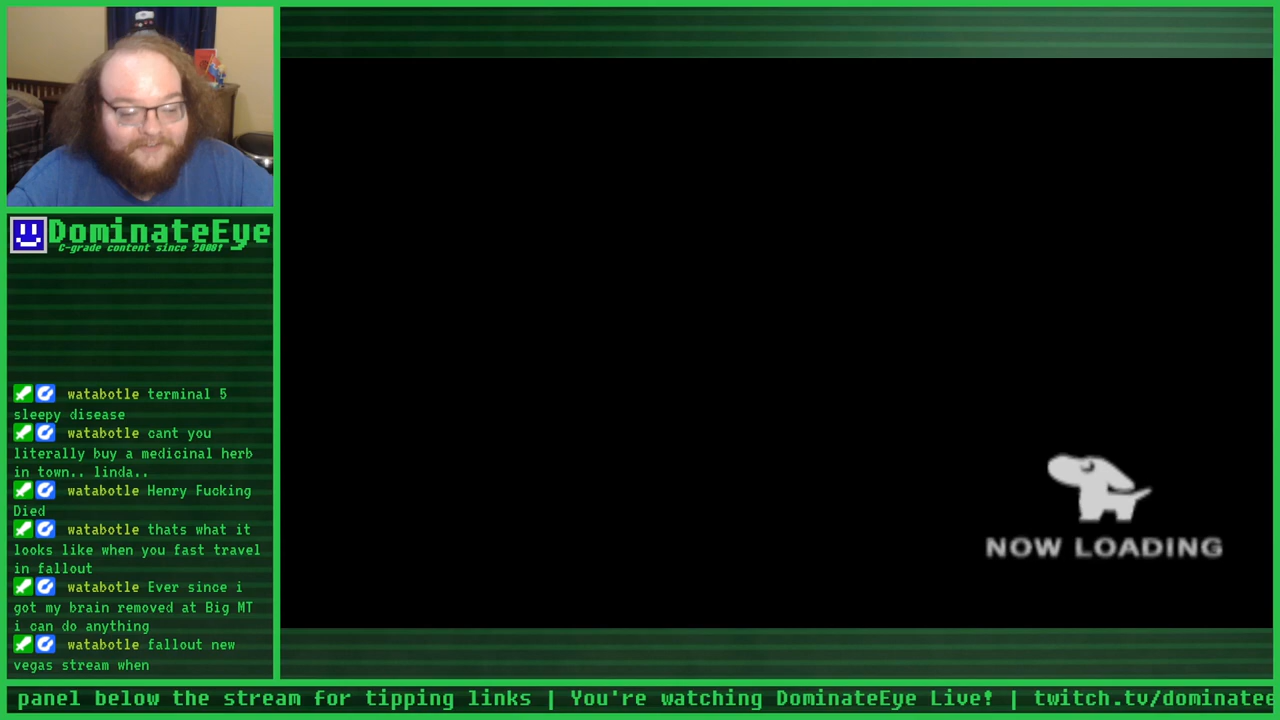 DominateEye
C-grade content since 2008!
watabotle terminal 5
sleepy disease
watabotle cant you
literally buy a medicinal herb
in town.. linda..
watabotle Henry Fucking
Died
watabotle thats what it
looks like when you fast travel
in fallout
watabotle Ever since i
got my brain removed at Big MT
i can do anything
watabotle fallout new
vegas stream when
NOW LOADING
panel below the stream for tipping links | You're watching DominateEye Live! | twitch.tv/dominatee